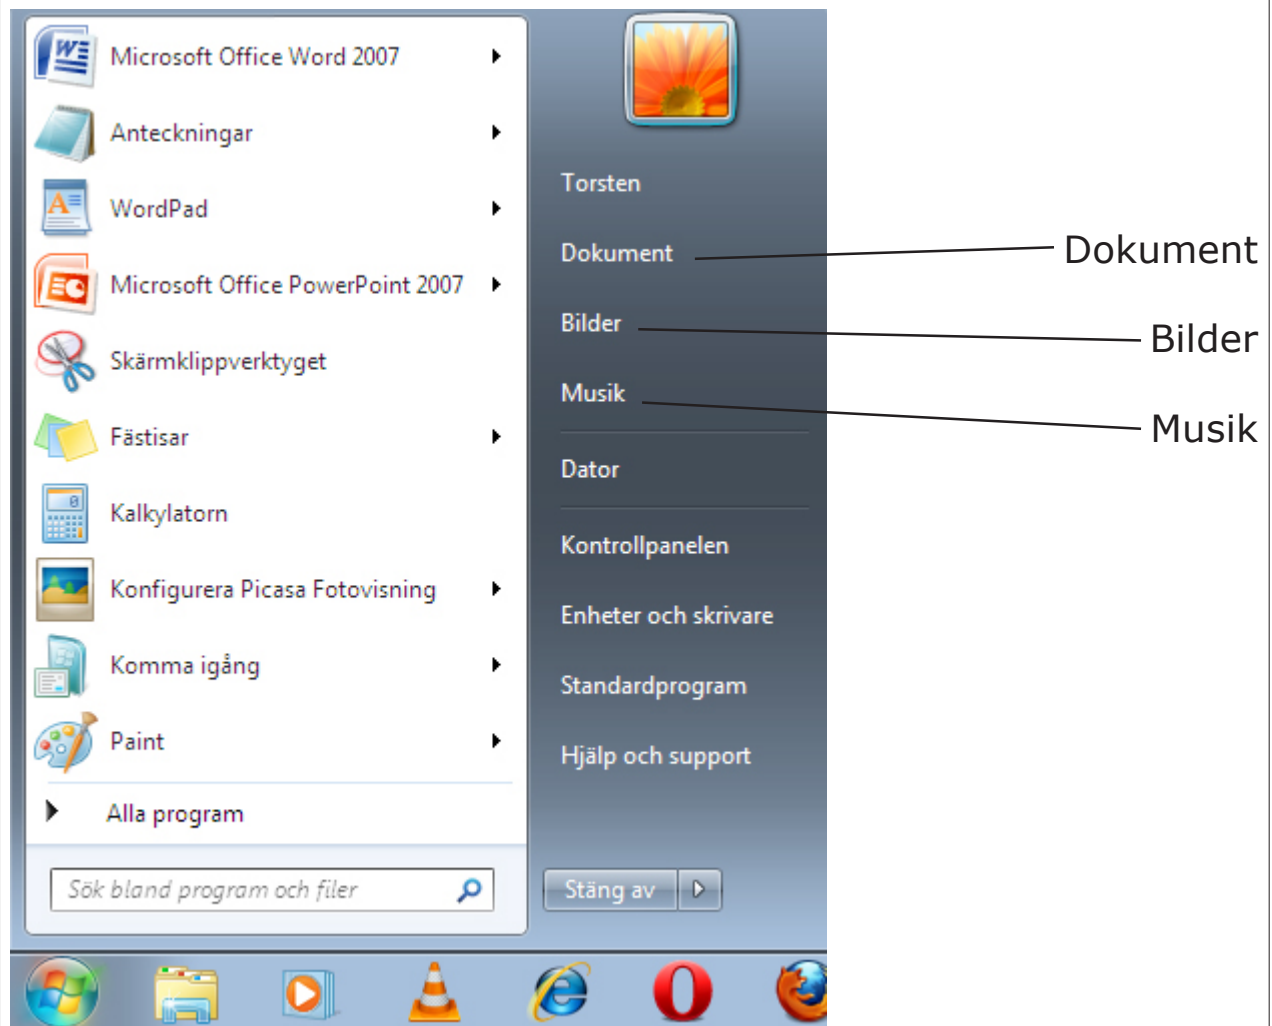 Microsoft Office Word 2007
Anteckningar
WordPad
Microsoft Office PowerPoint 2007
Skärmklippverktyget
Fästisar
Kalkylatorn
Konfigurera Picasa Fotovisning
Komma igång
Paint
Alla program
Sök bland program och filer
Torsten
Dokument
Bilder
Musik
Dator
Kontrollpanelen
Enheter och skrivare
Standardprogram
Hjälp och support
Stäng av
Dokument
Bilder
Musik